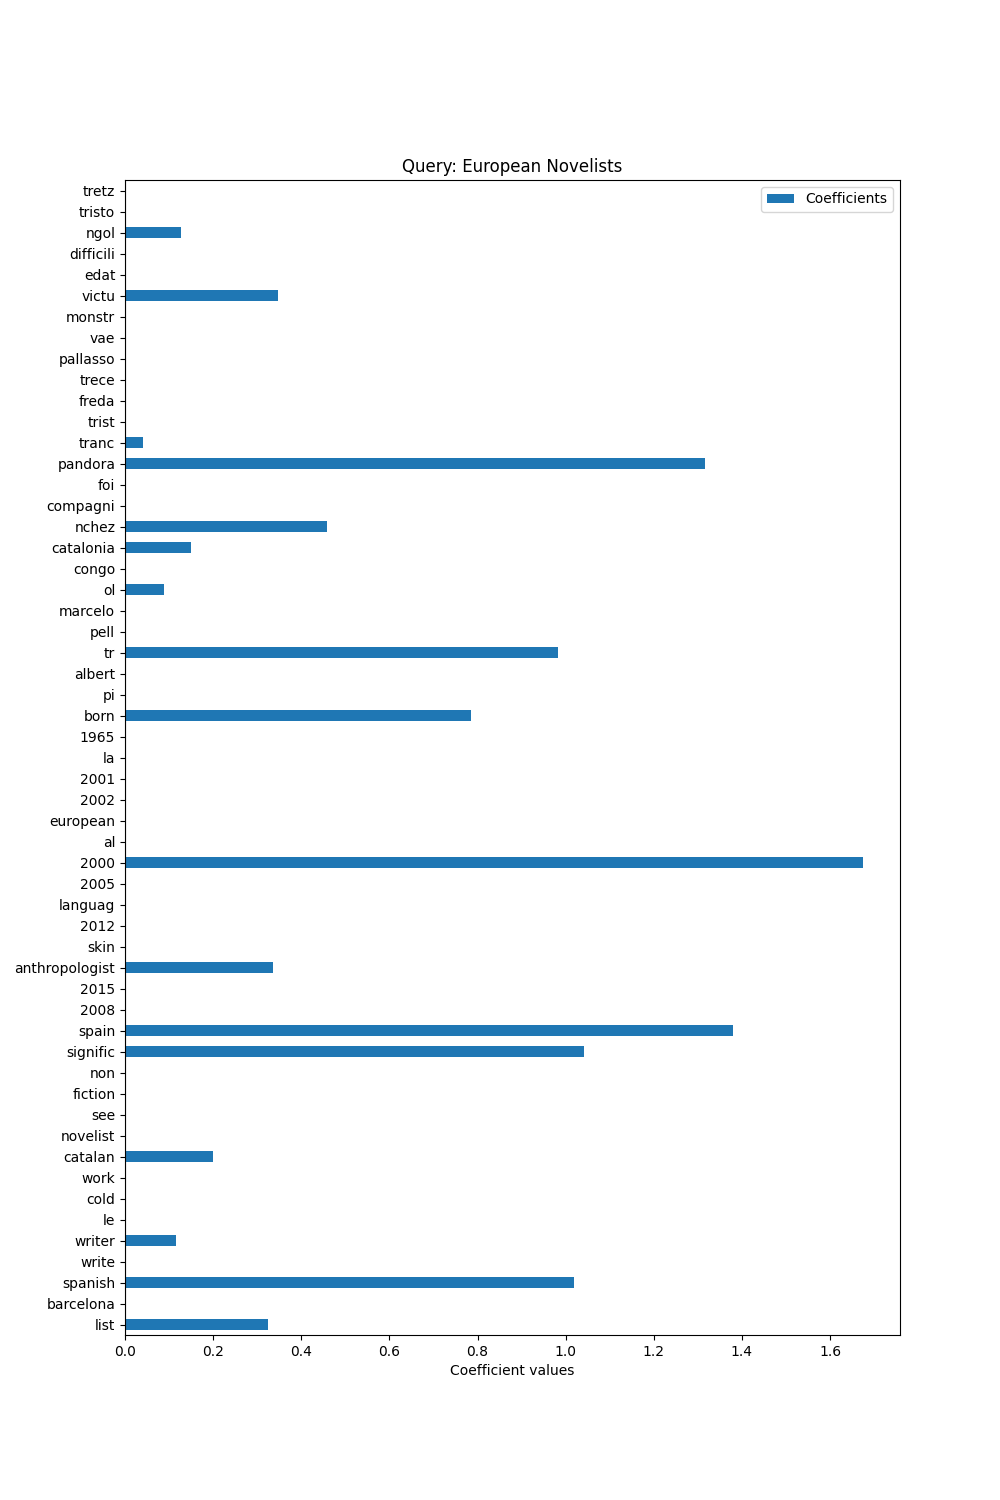 Query: European Novelists
Coefficients
tretz
tristo
ngol
difficili
edat
victu
monstr
vae
pallasso
trece
freda
trist
tranc
pandora
foi
compagni
nchez
catalonia
congo
ol
marcelo
pell
tr
albert
pi
born
1965
la
2001
2002
european
al
2000
2005
languag
2012
skin
anthropologist
2015
2008
spain
signific
non
fiction
see
novelist
catalan
work
cold
le
writer
write
spanish
barcelona
list
0.0 0.2 0.4 0.6 0.8 1.0 1.2 1.4 1.6
Coefficient values